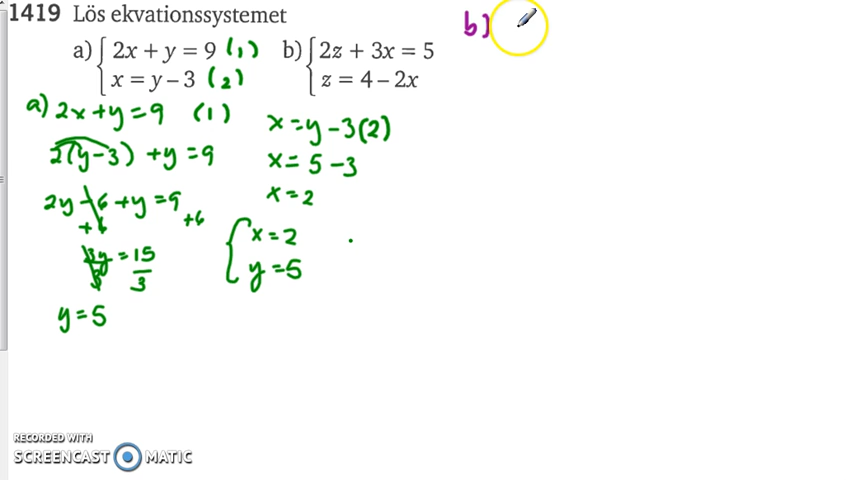 1419 Lös ekvationssystemet
a) { 2x + y = 9 (1)
x = y – 3 (2)
b) { 2z + 3x = 5
z = 4 – 2x
a) 2x + y = 9 (1)
2(y-3) + y = 9
2y - 6 + y = 9
+6 +6
3y = 15
3 3
y = 5
x = y - 3 (2)
x = 5 - 3
x = 2
{ x = 2
y = 5
b)
RECORDED WITH
SCREENCAST MATIC